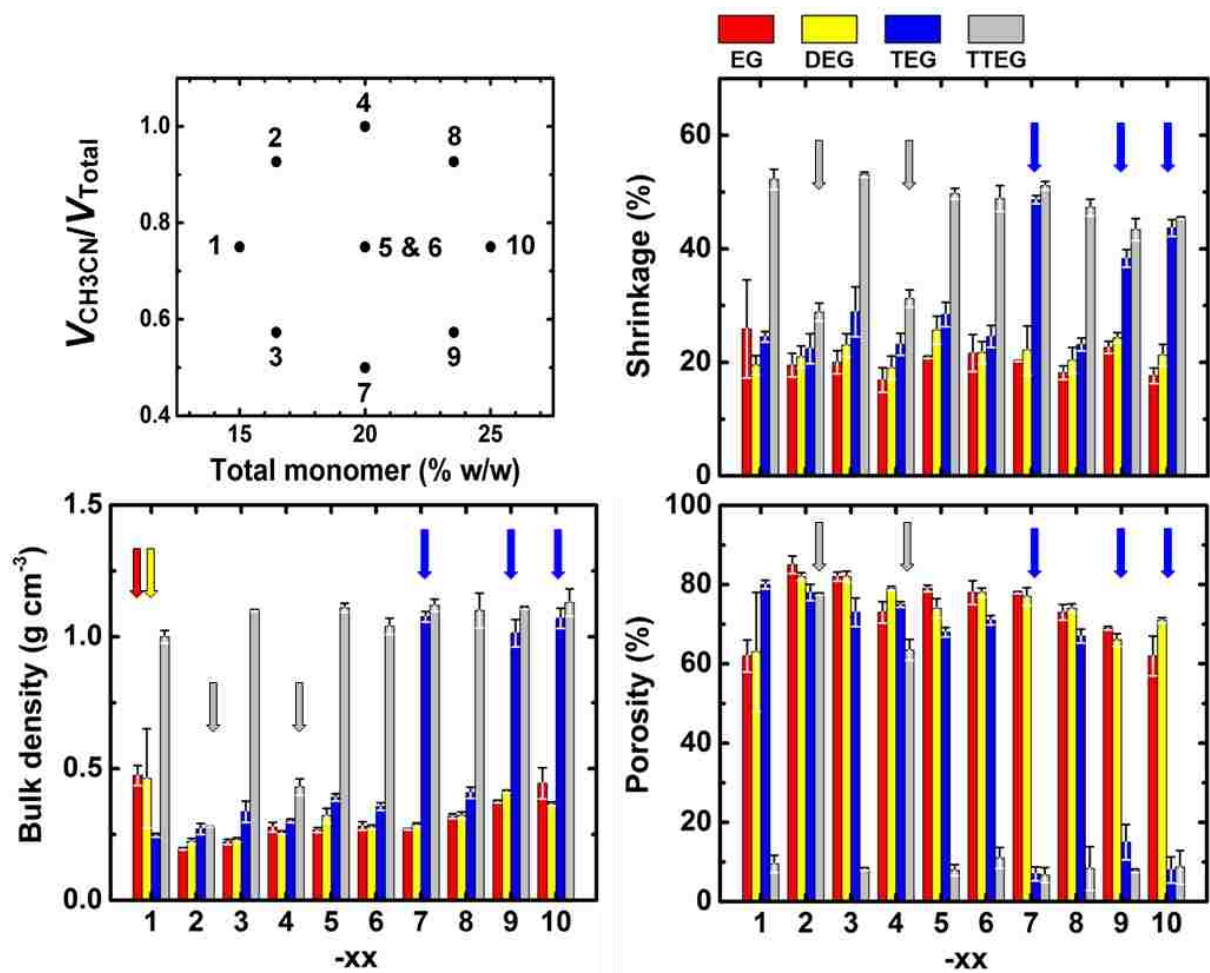 EG DEG TEG TTEG
V_CH3CN/V_Total
1.0
0.8
0.6
0.4
4
2
8
1
5 & 6
10
3
9
7
15 20 25
Total monomer (% w/w)
Shrinkage (%)
60
40
20
0
Bulk density (g cm⁻³)
1.5
1.0
0.5
0.0
1 2 3 4 5 6 7 8 9 10
-xx
Porosity (%)
100
80
60
40
20
0
1 2 3 4 5 6 7 8 9 10
-xx